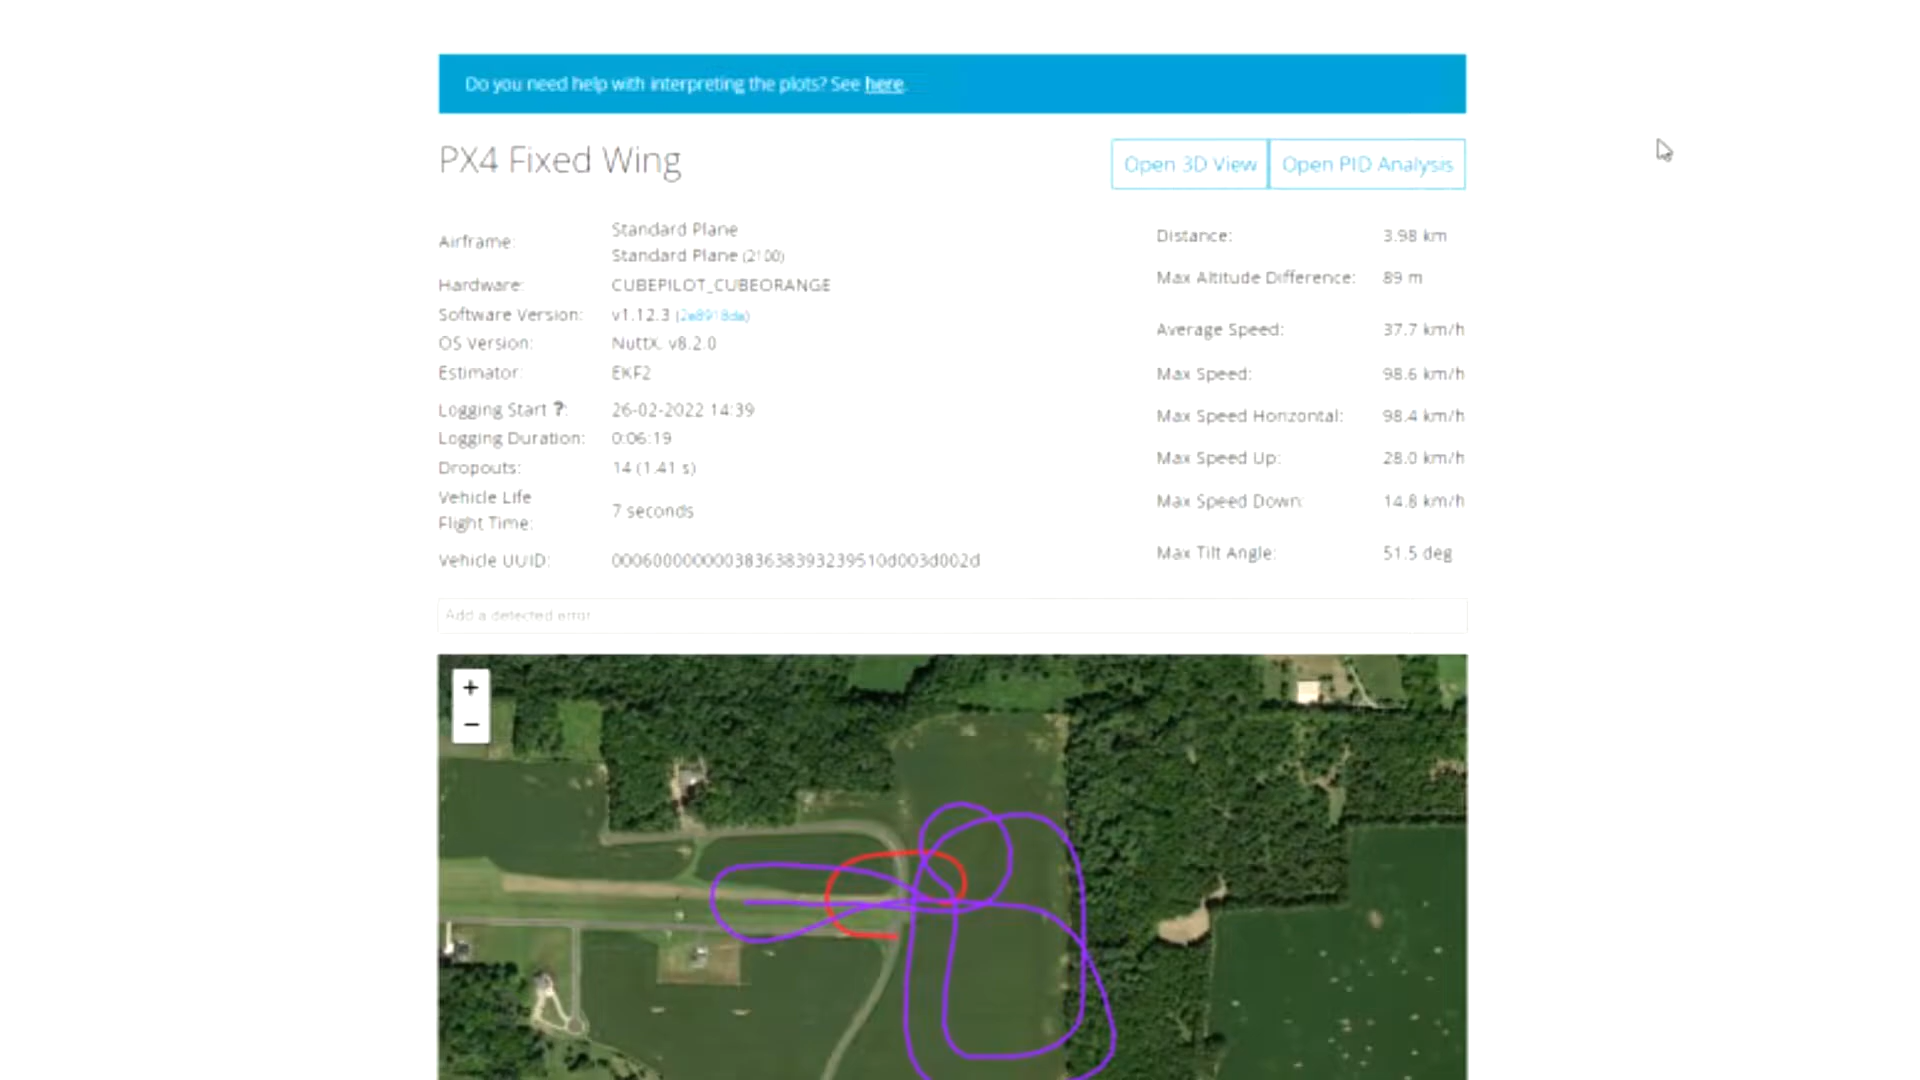 Do you need help with interpreting the plots? See here.
PX4 Fixed Wing
Open 3D View Open PID Analysis
Airframe: Standard Plane
Standard Plane (2100)
Hardware: CUBEPILOT_CUBEORANGE
Software Version: v1.12.3 (2e8918da)
OS Version: NuttX, v8.2.0
Estimator: EKF2
Logging Start ?: 26-02-2022 14:39
Logging Duration: 0:06:19
Dropouts: 14 (1.41 s)
Vehicle Life
Flight Time: 7 seconds
Vehicle UUID: 000600000000383638393239510d003d002d
Distance: 3.98 km
Max Altitude Difference: 89 m
Average Speed: 37.7 km/h
Max Speed: 98.6 km/h
Max Speed Horizontal: 98.4 km/h
Max Speed Up: 28.0 km/h
Max Speed Down: 14.8 km/h
Max Tilt Angle: 51.5 deg
Add a detected error
+
−